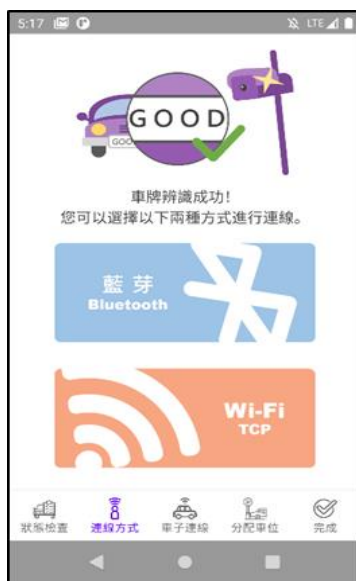 5:17
LTE
GOOD
GOO
車牌辨識成功!
您可以選擇以下兩種方式進行連線。
藍芽
Bluetooth
Wi-Fi
TCP
狀態檢查
連線方式
車子連線
分配車位
完成